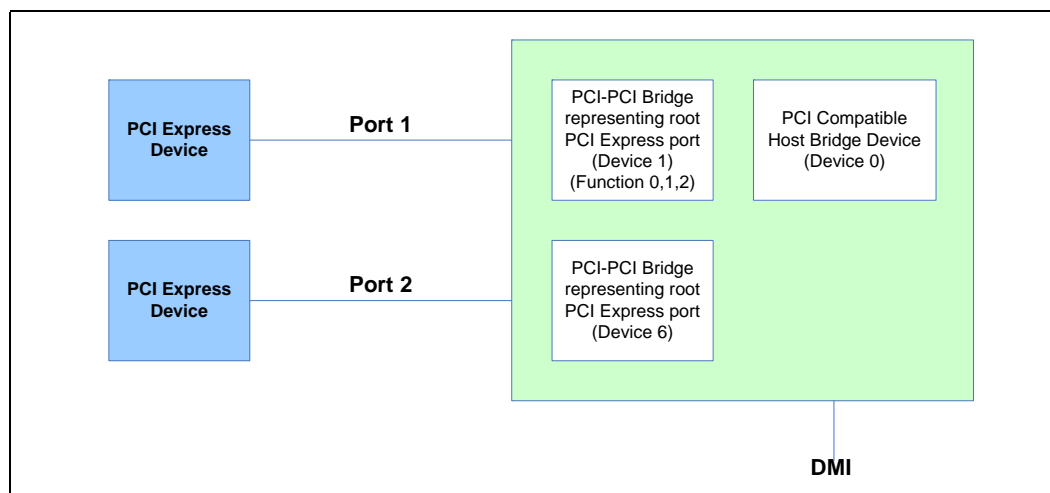 PCI Express
Device
Port 1
PCI-PCI Bridge
representing root
PCI Express port
(Device 1)
(Function 0,1,2)
PCI Compatible
Host Bridge Device
(Device 0)
PCI Express
Device
Port 2
PCI-PCI Bridge
representing root
PCI Express port
(Device 6)
DMI